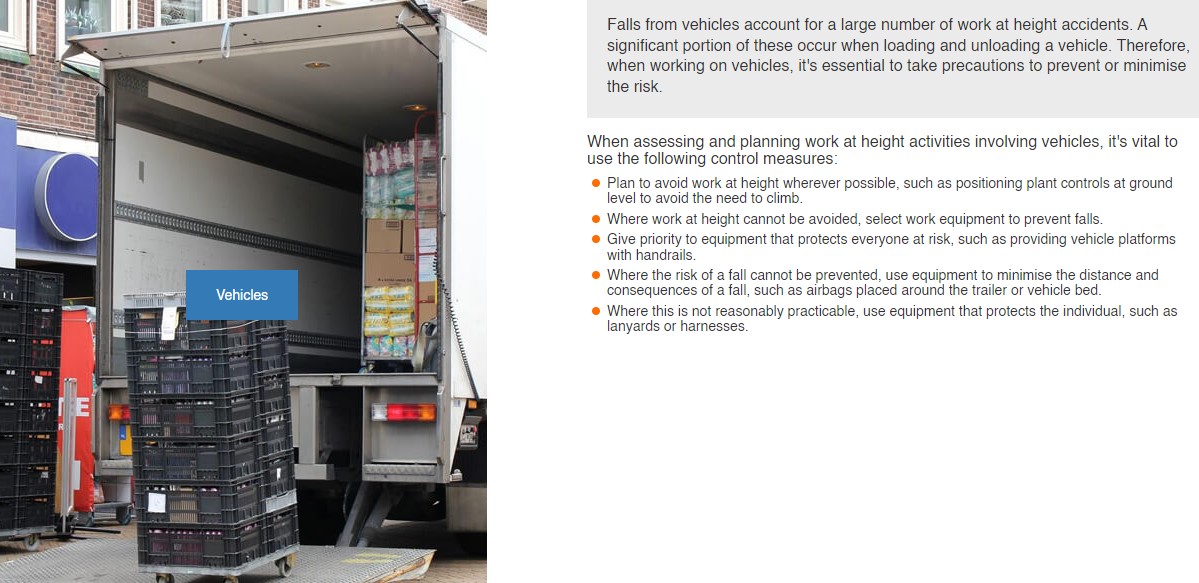 Falls from vehicles account for a large number of work at height accidents. A
significant portion of these occur when loading and unloading a vehicle. Therefore,
when working on vehicles, it's essential to take precautions to prevent or minimise
the risk.
When assessing and planning work at height activities involving vehicles, it's vital to
use the following control measures:
Plan to avoid work at height wherever possible, such as positioning plant controls at ground
level to avoid the need to climb.
Where work at height cannot be avoided, select work equipment to prevent falls.
Give priority to equipment that protects everyone at risk, such as providing vehicle platforms
with handrails.
Where the risk of a fall cannot be prevented, use equipment to minimise the distance and
consequences of a fall, such as airbags placed around the trailer or vehicle bed.
Where this is not reasonably practicable, use equipment that protects the individual, such as
lanyards or harnesses.
Vehicles